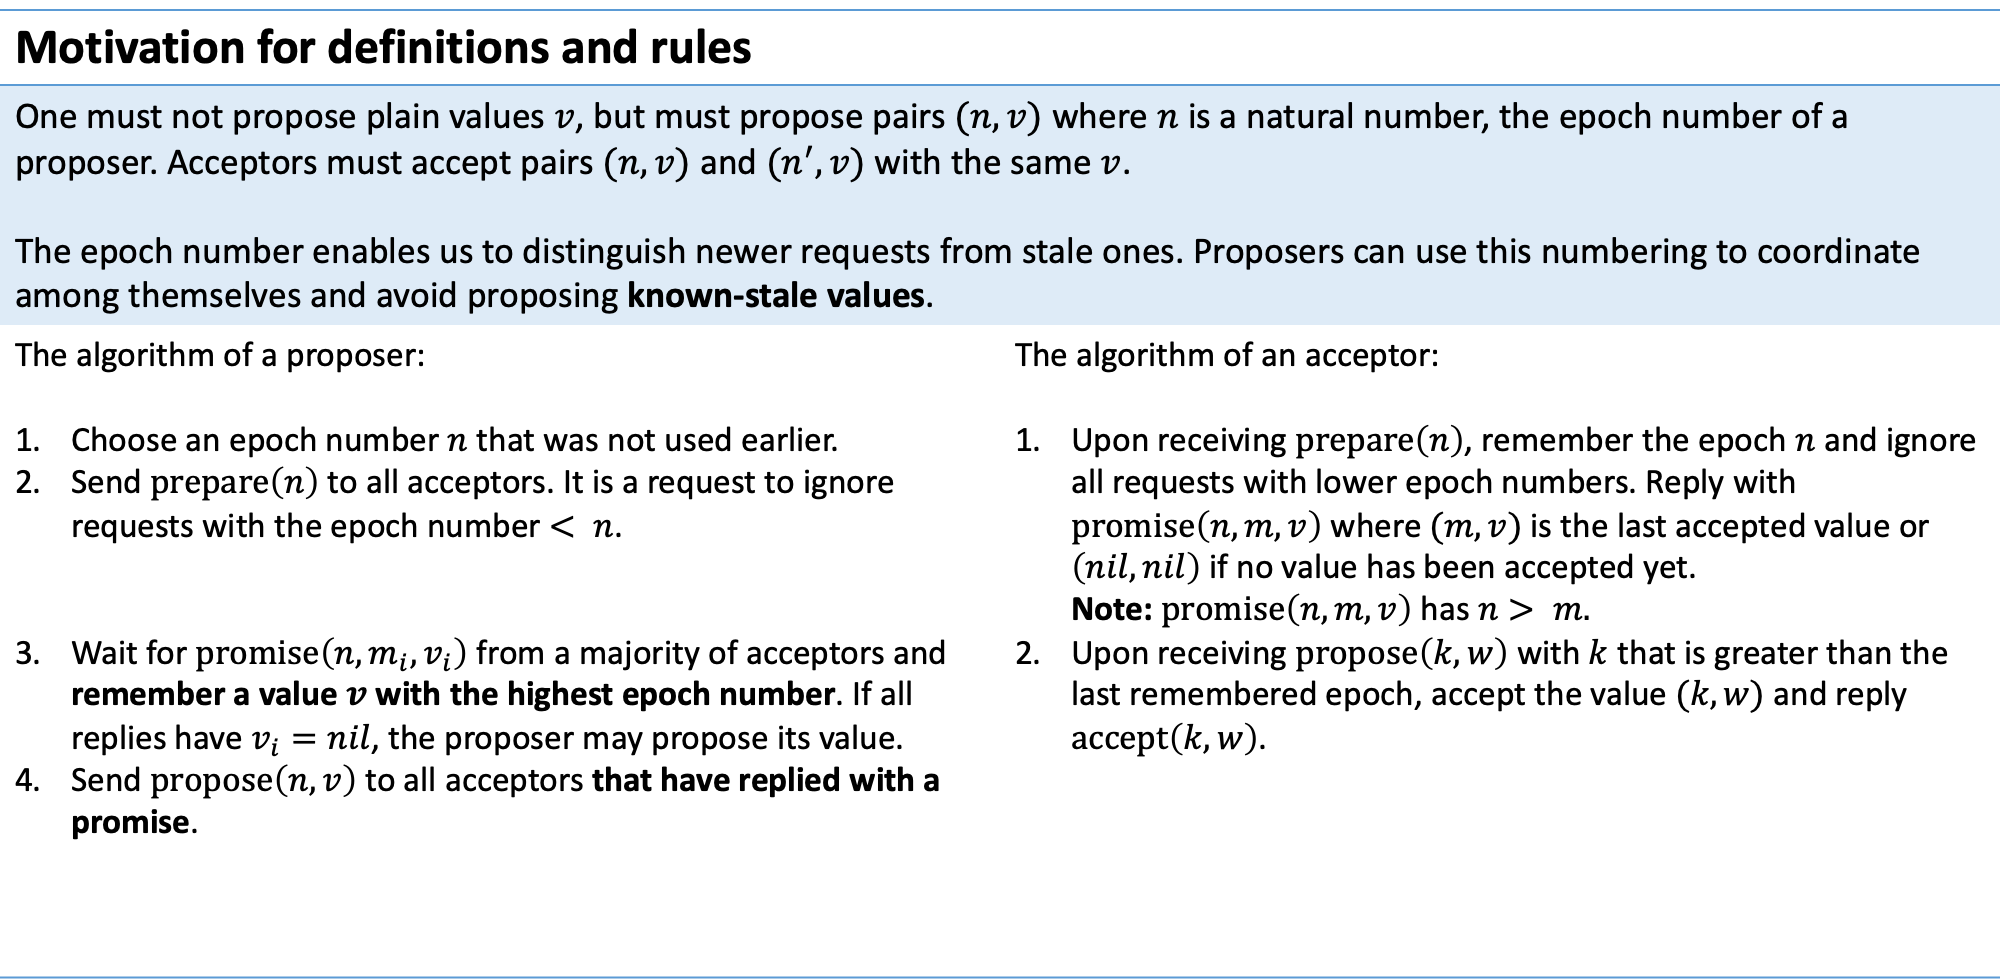 Motivation for definitions and rules
One must not propose plain values v, but must propose pairs (n, v) where n is a natural number, the epoch number of a
proposer. Acceptors must accept pairs (n, v) and (n′, v) with the same v.
The epoch number enables us to distinguish newer requests from stale ones. Proposers can use this numbering to coordinate
among themselves and avoid proposing known-stale values.
The algorithm of a proposer:
1. Choose an epoch number n that was not used earlier.
2. Send prepare(n) to all acceptors. It is a request to ignore
requests with the epoch number < n.
3. Wait for promise(n, mᵢ, vᵢ) from a majority of acceptors and
remember a value v with the highest epoch number. If all
replies have vᵢ = nil, the proposer may propose its value.
4. Send propose(n, v) to all acceptors that have replied with a
promise.
The algorithm of an acceptor:
1. Upon receiving prepare(n), remember the epoch n and ignore
all requests with lower epoch numbers. Reply with
promise(n, m, v) where (m, v) is the last accepted value or
(nil, nil) if no value has been accepted yet.
Note: promise(n, m, v) has n > m.
2. Upon receiving propose(k, w) with k that is greater than the
last remembered epoch, accept the value (k, w) and reply
accept(k, w).